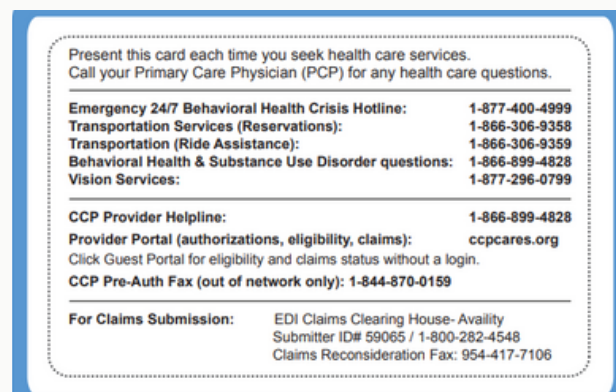 Present this card each time you seek health care services.
Call your Primary Care Physician (PCP) for any health care questions.
Emergency 24/7 Behavioral Health Crisis Hotline: 1-877-400-4999
Transportation Services (Reservations): 1-866-306-9358
Transportation (Ride Assistance): 1-866-306-9359
Behavioral Health & Substance Use Disorder questions: 1-866-899-4828
Vision Services: 1-877-296-0799
CCP Provider Helpline: 1-866-899-4828
Provider Portal (authorizations, eligibility, claims): ccpcares.org
Click Guest Portal for eligibility and claims status without a login.
CCP Pre-Auth Fax (out of network only): 1-844-870-0159
For Claims Submission: EDI Claims Clearing House- Availity
Submitter ID# 59065 / 1-800-282-4548
Claims Reconsideration Fax: 954-417-7106